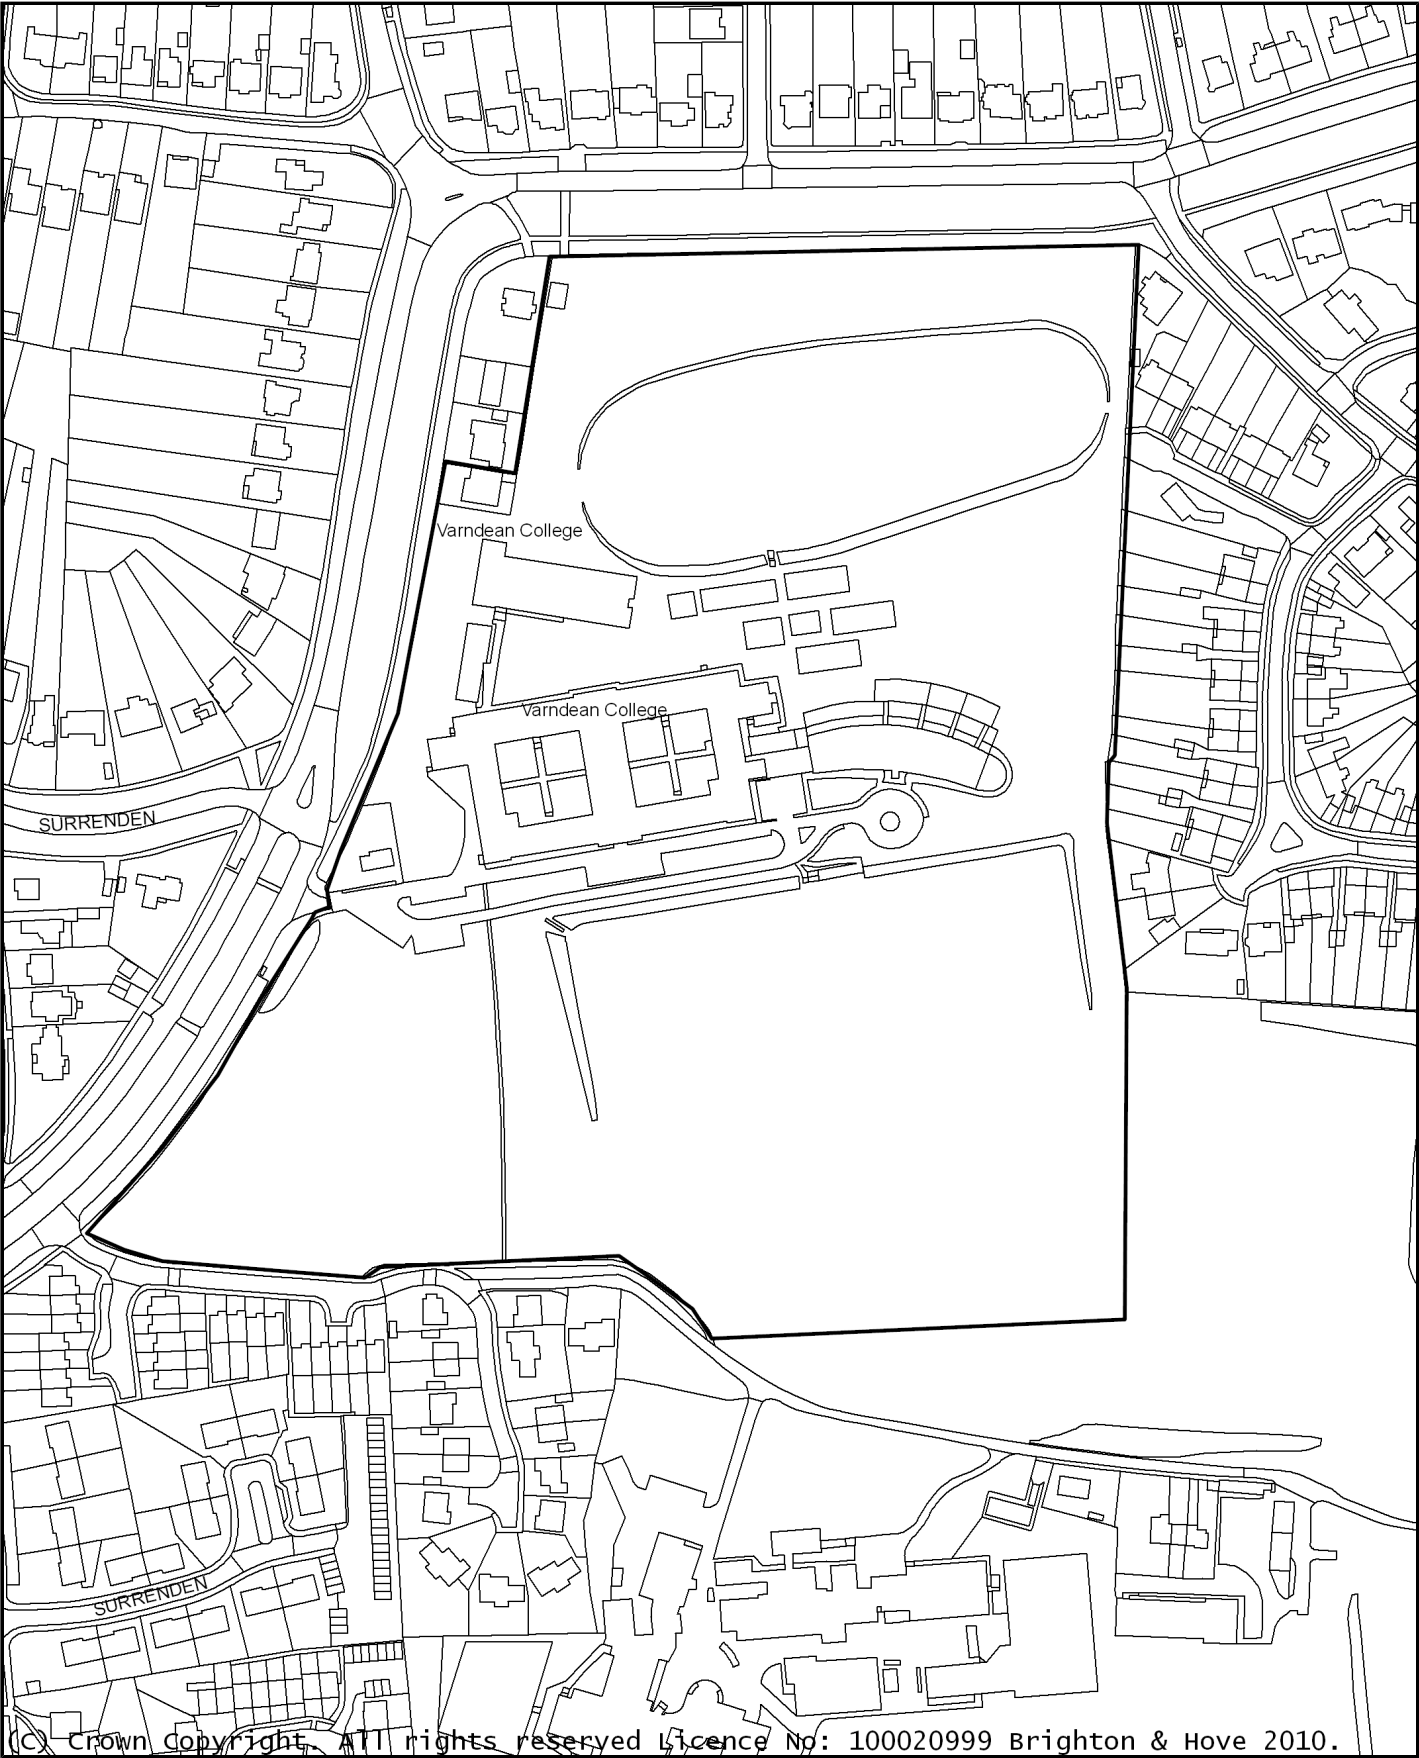 Varndean College
Varndean College
SURRENDEN
SURRENDEN
(c) Crown Copyright. All rights reserved Licence No: 100020999 Brighton & Hove 2010.